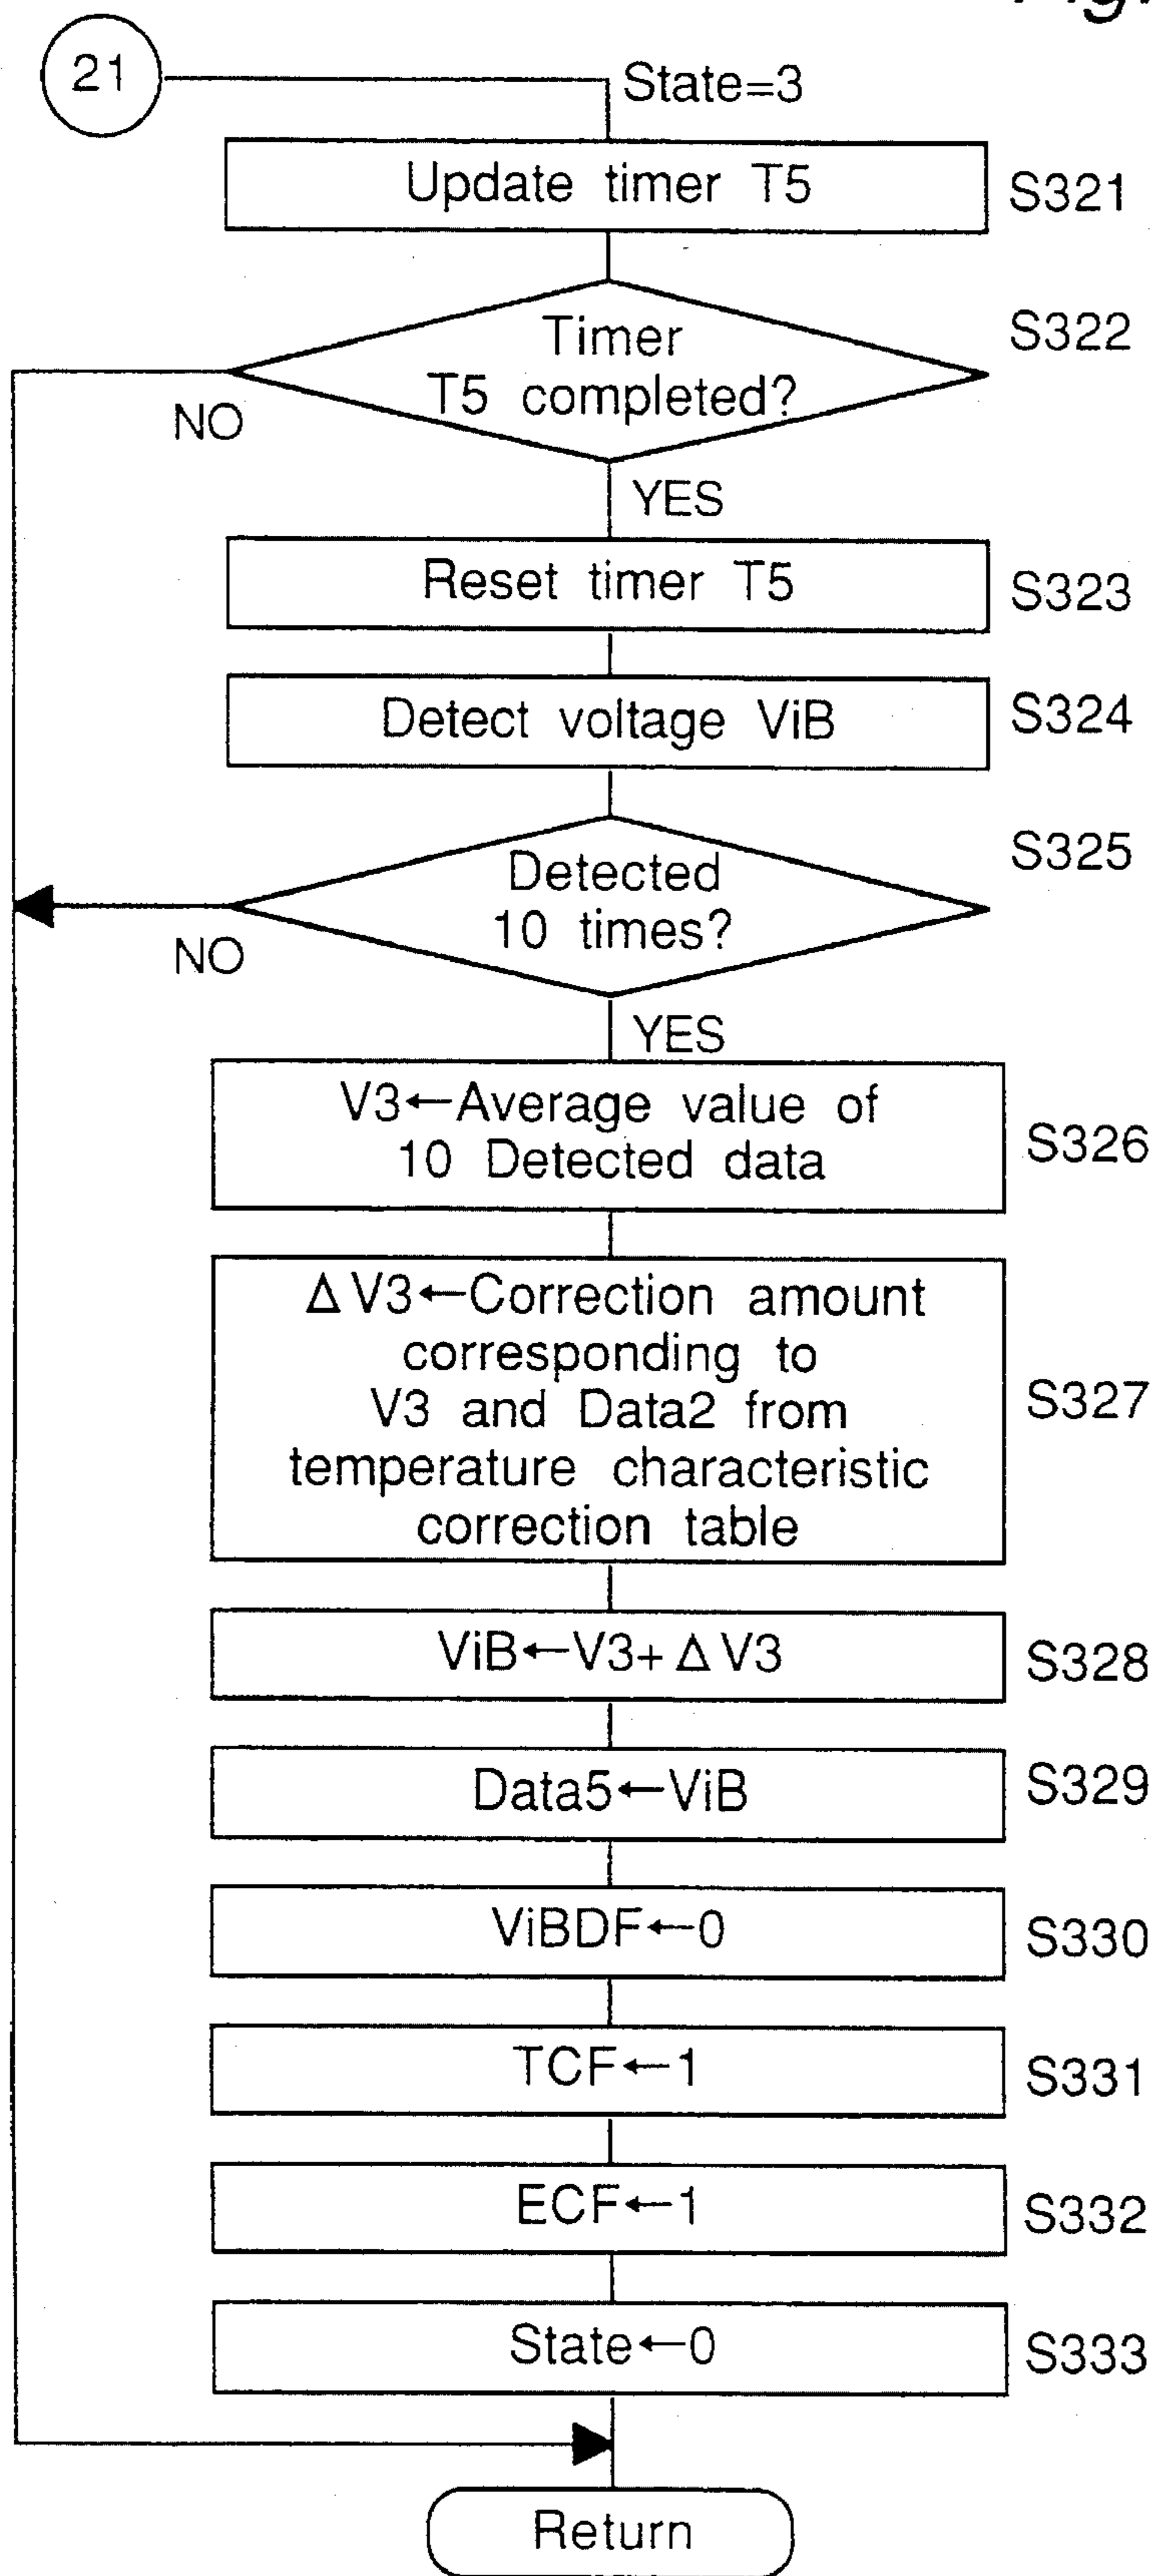 21
State=3
Update timer T5
S321
Timer
T5 completed?
S322
NO
YES
Reset timer T5
S323
Detect voltage ViB
S324
Detected
10 times?
S325
NO
YES
V3←Average value of
10 Detected data
S326
ΔV3←Correction amount
corresponding to
V3 and Data2 from
temperature characteristic
correction table
S327
ViB←V3+ΔV3
S328
Data5←ViB
S329
ViBDF←0
S330
TCF←1
S331
ECF←1
S332
State←0
S333
Return